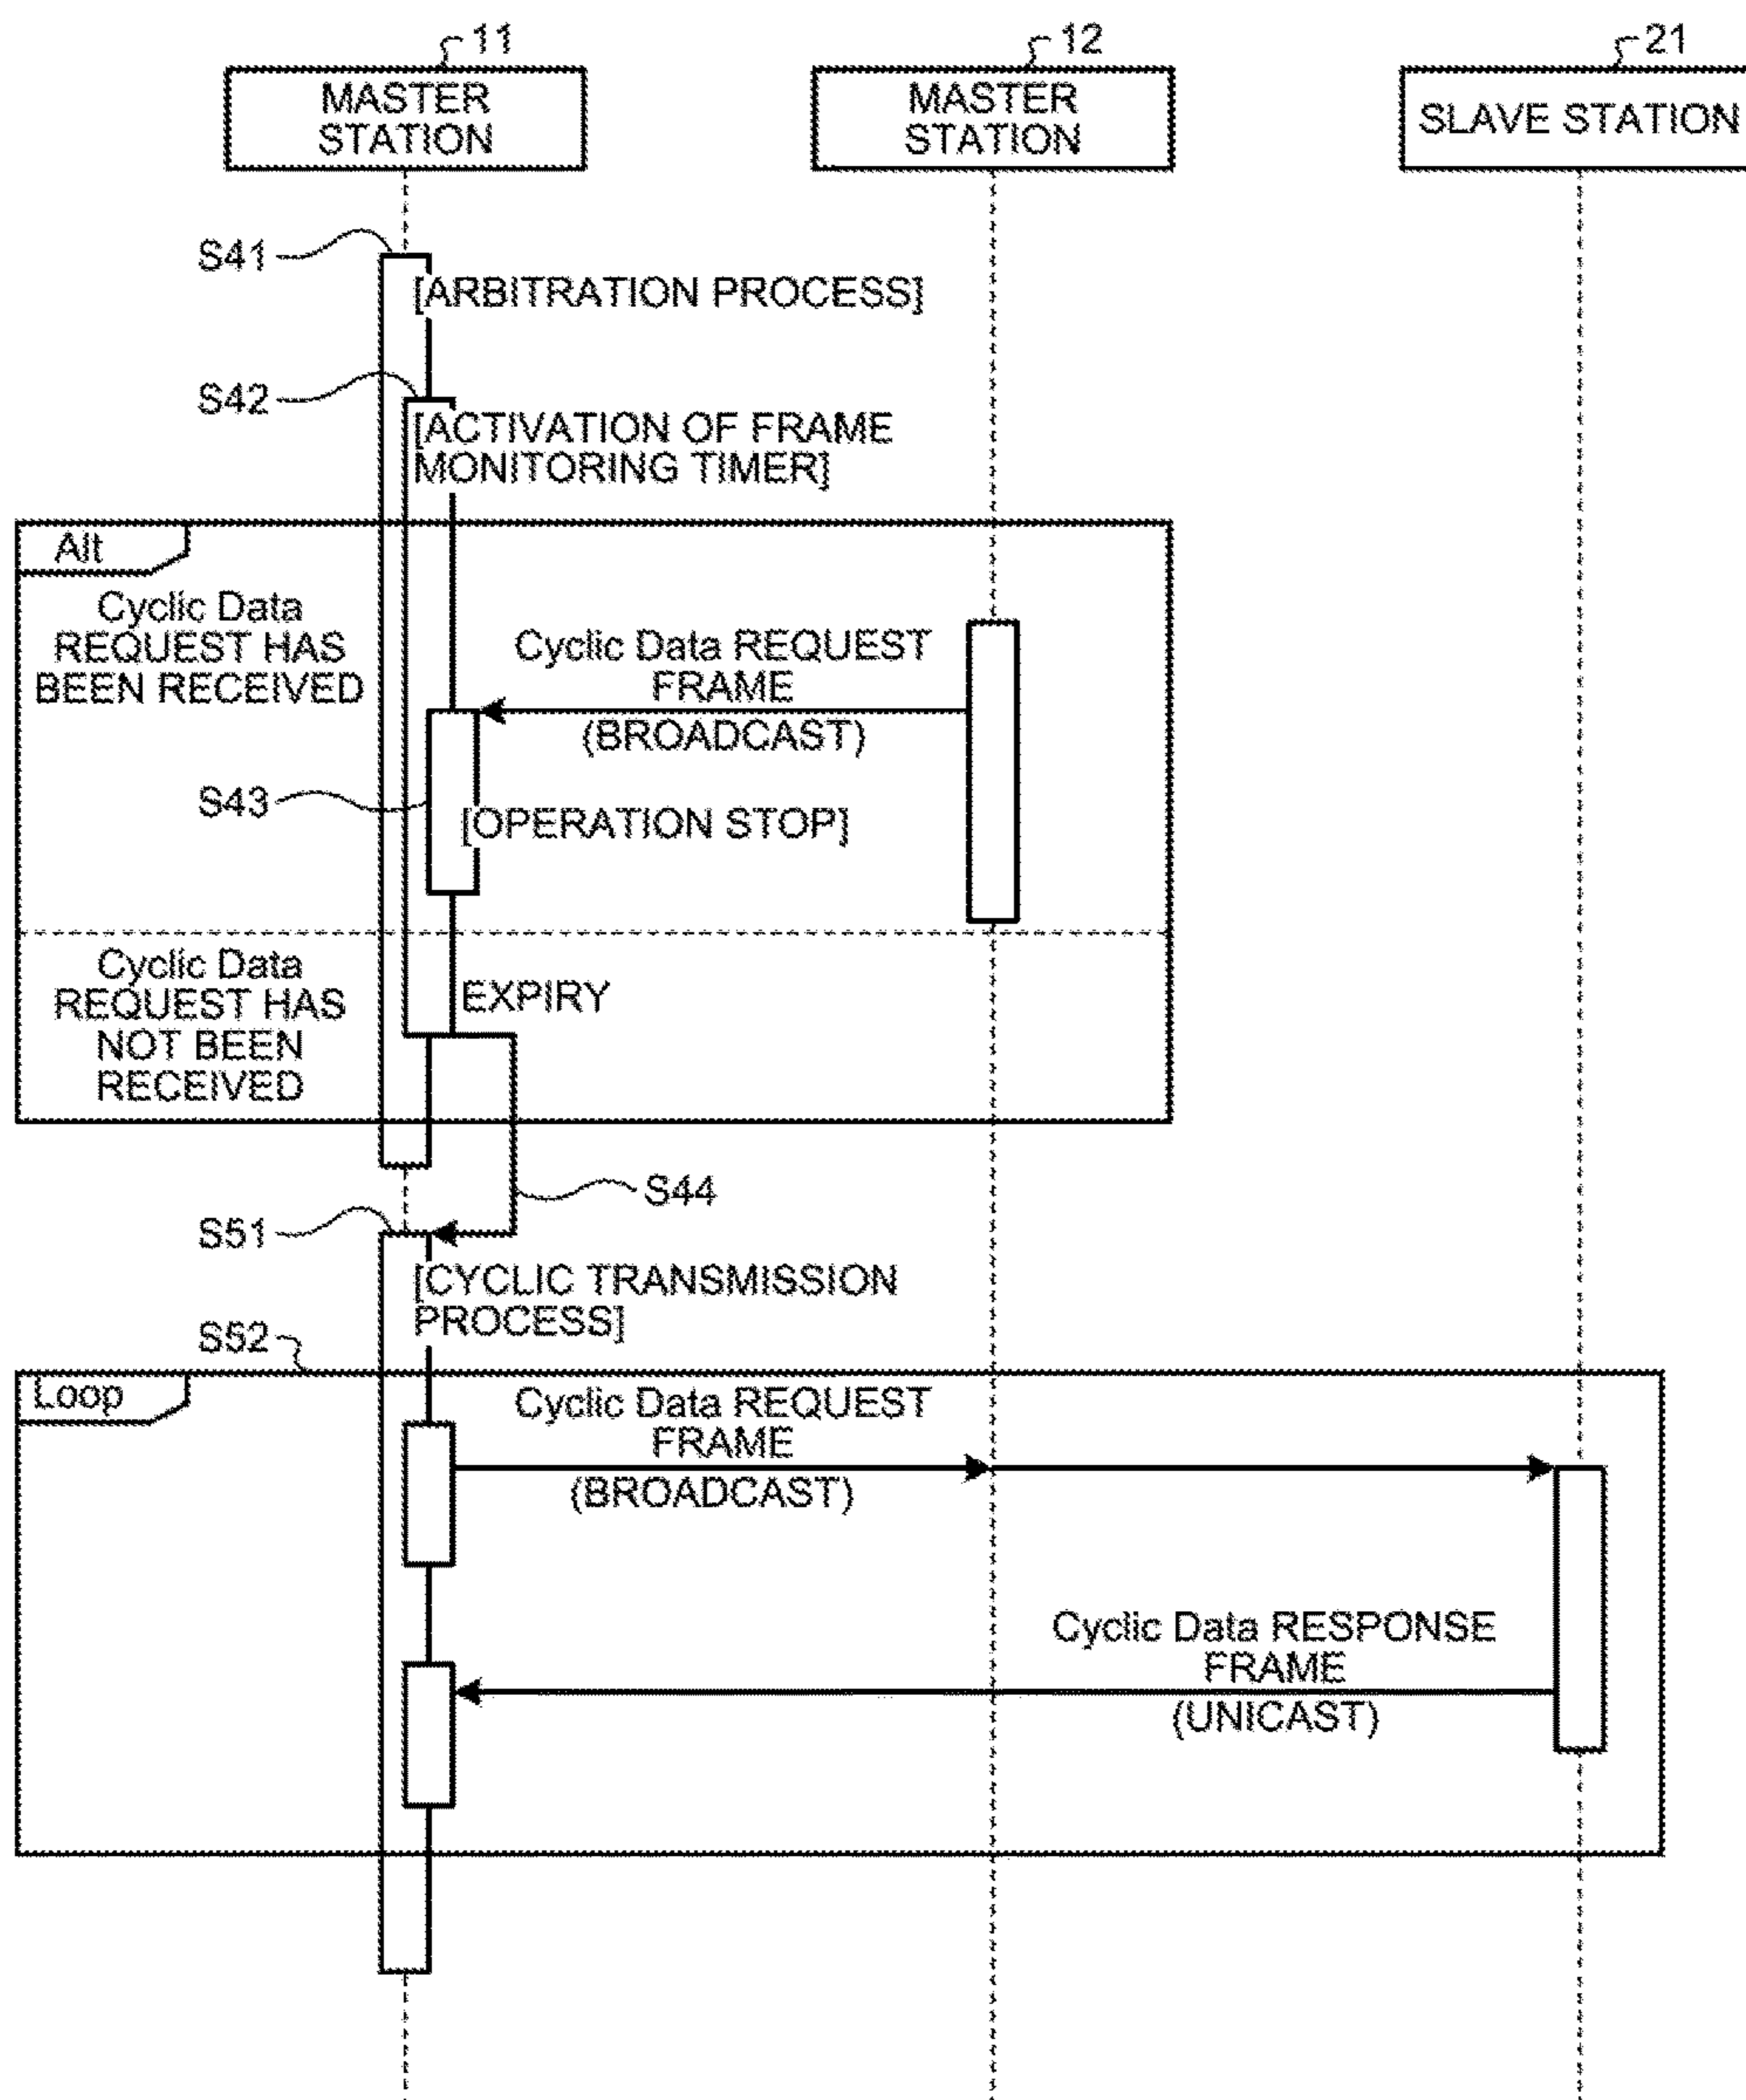 11
12
21
MASTER
STATION
MASTER
STATION
SLAVE STATION
S41
[ARBITRATION PROCESS]
S42
[ACTIVATION OF FRAME
MONITORING TIMER]
Alt
Cyclic Data
REQUEST HAS
BEEN RECEIVED
Cyclic Data REQUEST
FRAME
(BROADCAST)
S43
[OPERATION STOP]
Cyclic Data
REQUEST HAS
NOT BEEN
RECEIVED
EXPIRY
S44
S51
[CYCLIC TRANSMISSION
PROCESS]
S52
Loop
Cyclic Data REQUEST
FRAME
(BROADCAST)
Cyclic Data RESPONSE
FRAME
(UNICAST)